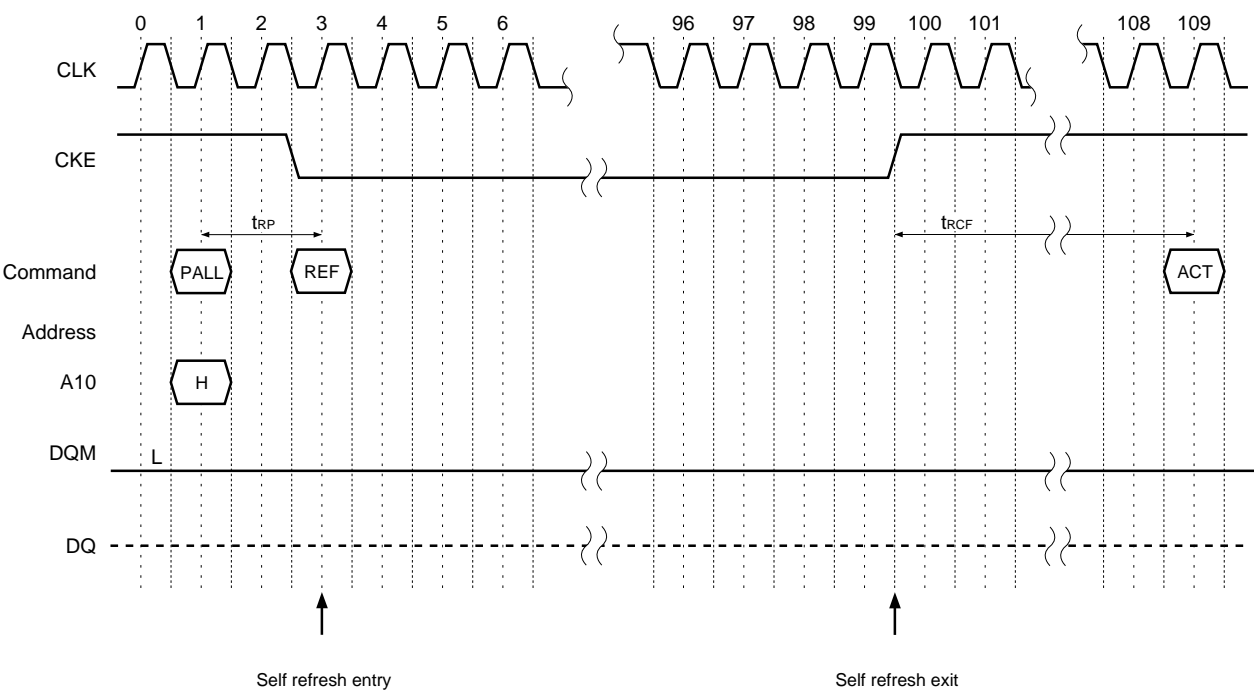 0 1 2 3 4 5 6 96 97 98 99 100 101 108 109
CLK
CKE
tRP tRCF
Command PALL REF ACT
Address
A10 H
DQM L
DQ
Self refresh entry Self refresh exit